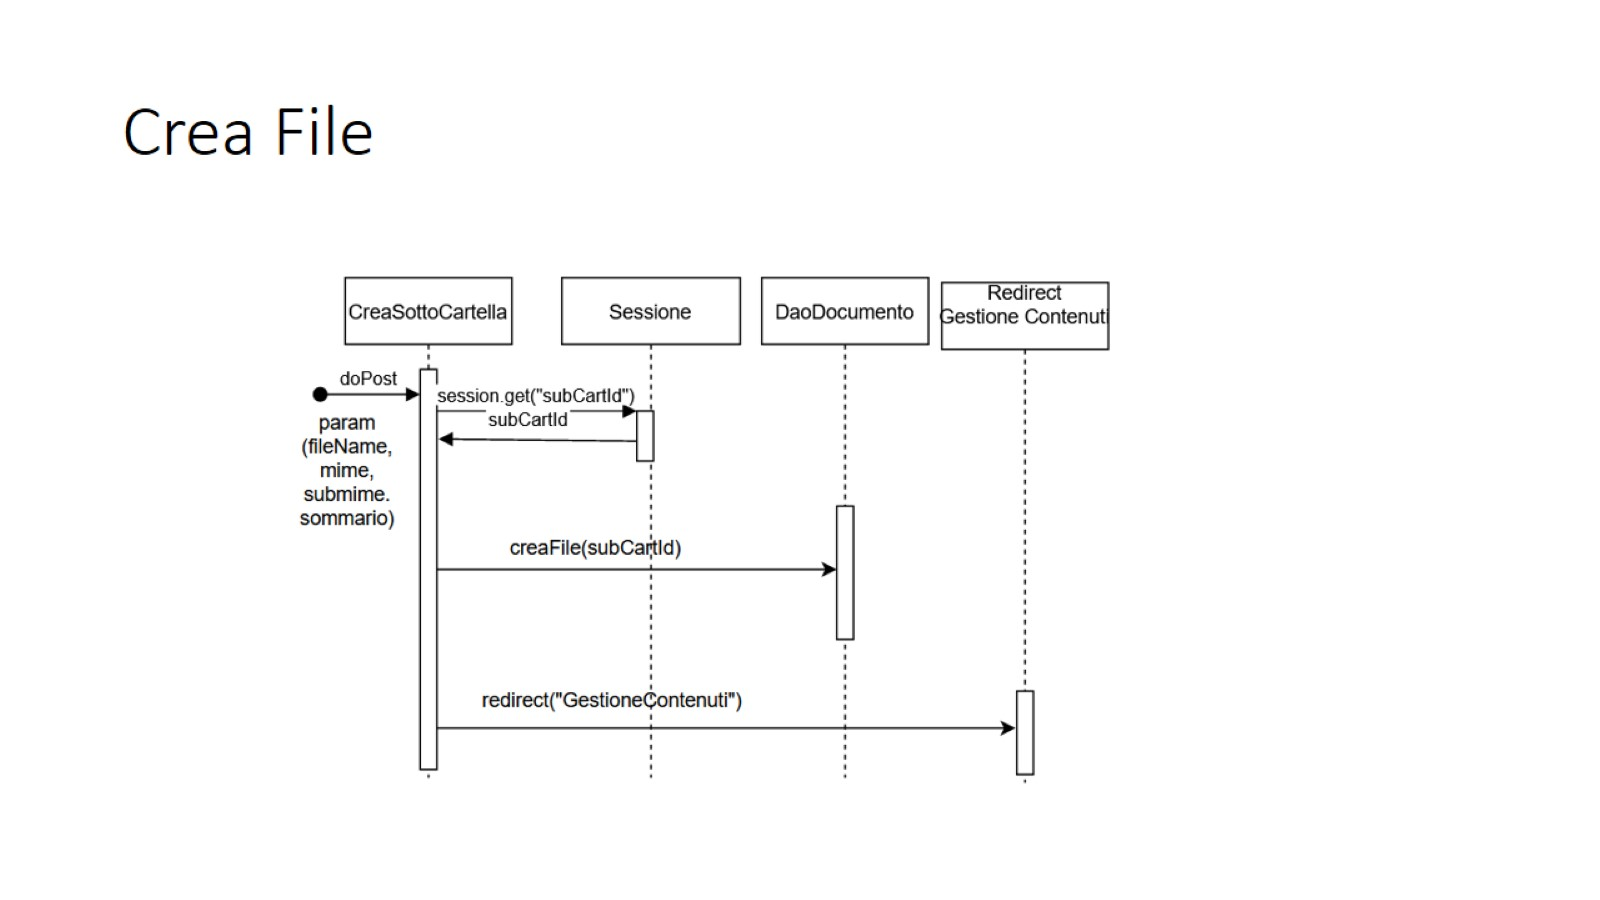 Crea File
CreaSottoCartella
Sessione
DaoDocumento
Redirect
Gestione Contenuti
doPost
session.get("subCartId")
subCartId
param
(fileName,
mime,
submime.
sommario)
creaFile(subCartId)
redirect("GestioneContenuti")